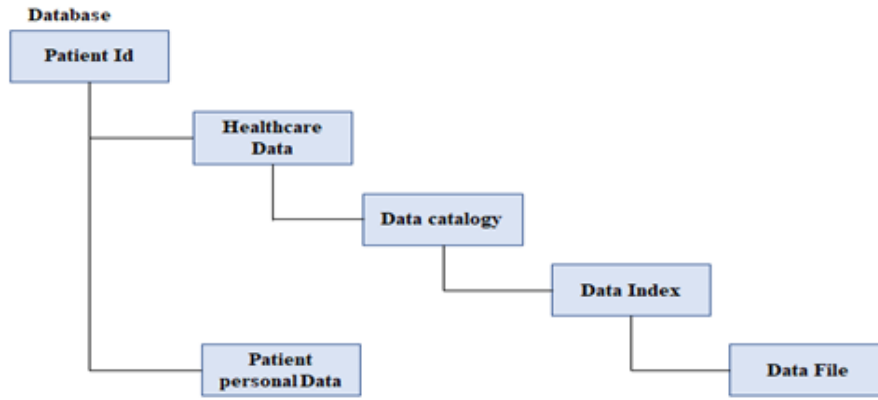 Database
Patient Id
Healthcare
Data
Data catalogy
Data Index
Patient
personal Data
Data File